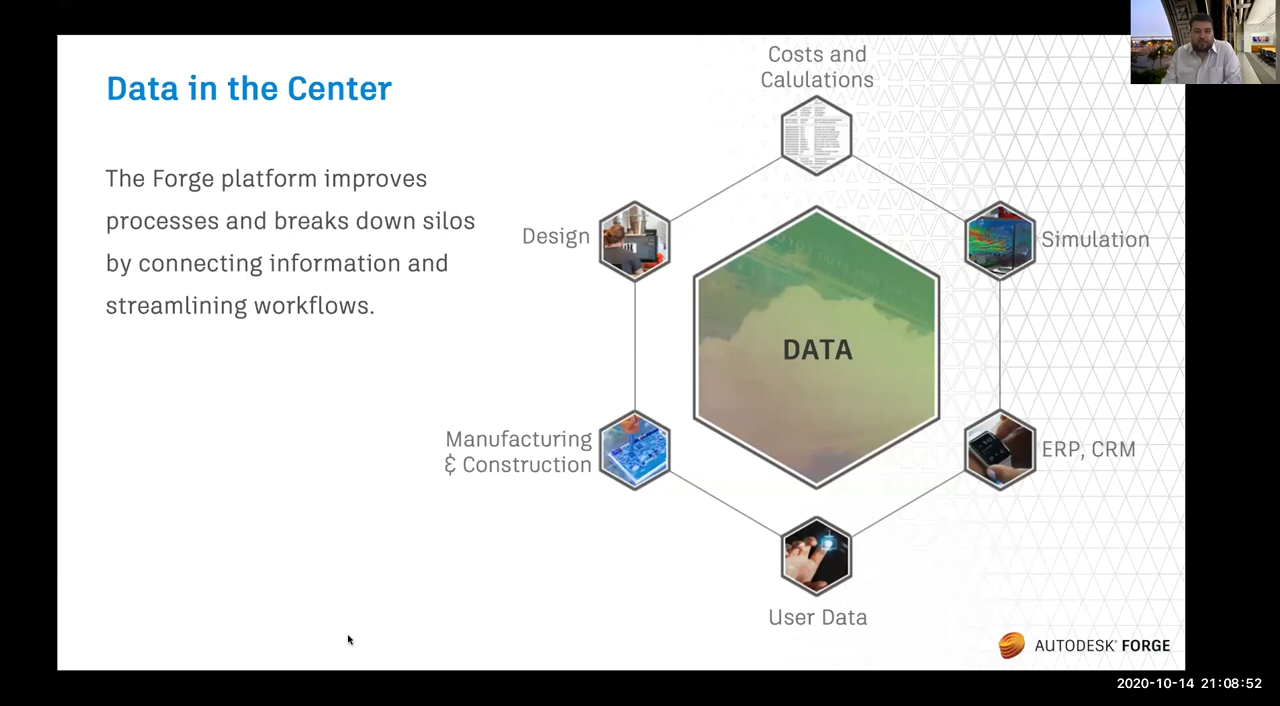 Data in the Center
The Forge platform improves
processes and breaks down silos
by connecting information and
streamlining workflows.
Costs and
Calulations
Design
Simulation
DATA
Manufacturing
& Construction
ERP, CRM
User Data
AUTODESK® FORGE
2020-10-14 21:08:52